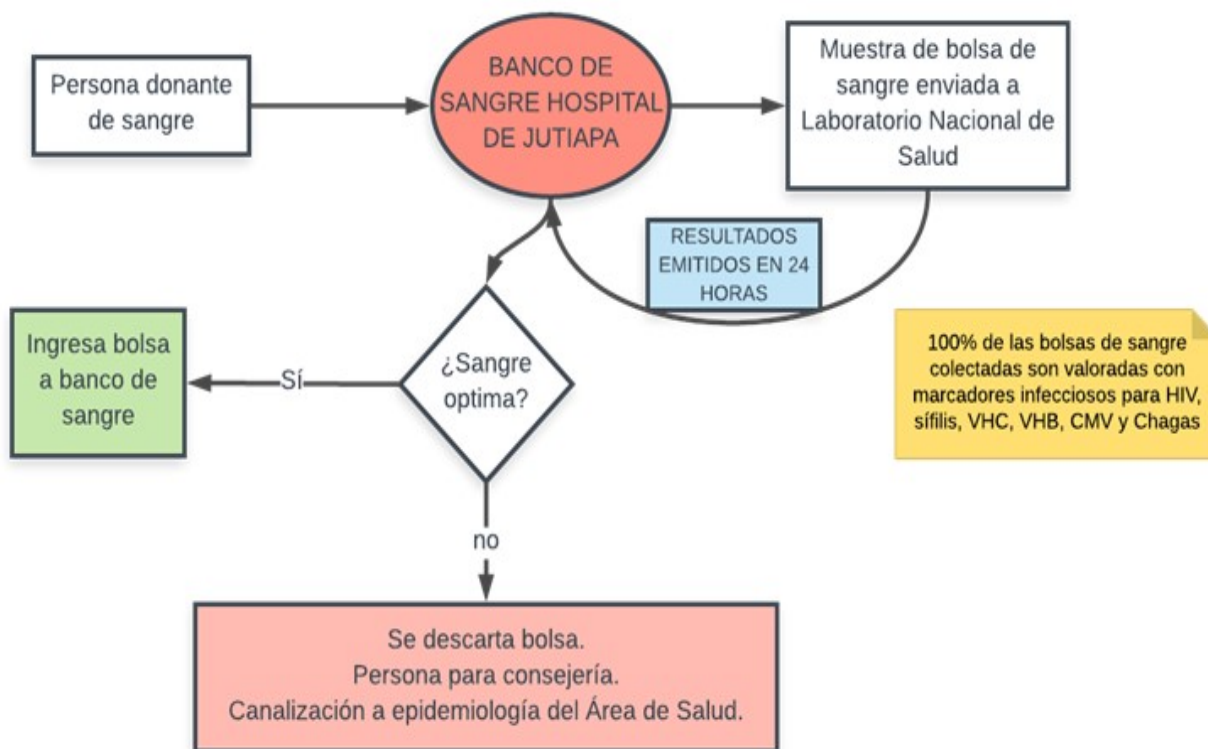 Persona donante
de sangre
BANCO DE
SANGRE HOSPITAL
DE JUTIAPA
Muestra de bolsa de
sangre enviada a
Laboratorio Nacional de
Salud
RESULTADOS
EMITIDOS EN 24
HORAS
Ingresa bolsa
a banco de
sangre
Sí
¿Sangre
optima?
100% de las bolsas de sangre
colectadas son valoradas con
marcadores infecciosos para HIV,
sífilis, VHC, VHB, CMV y Chagas
no
Se descarta bolsa.
Persona para consejería.
Canalización a epidemiología del Área de Salud.